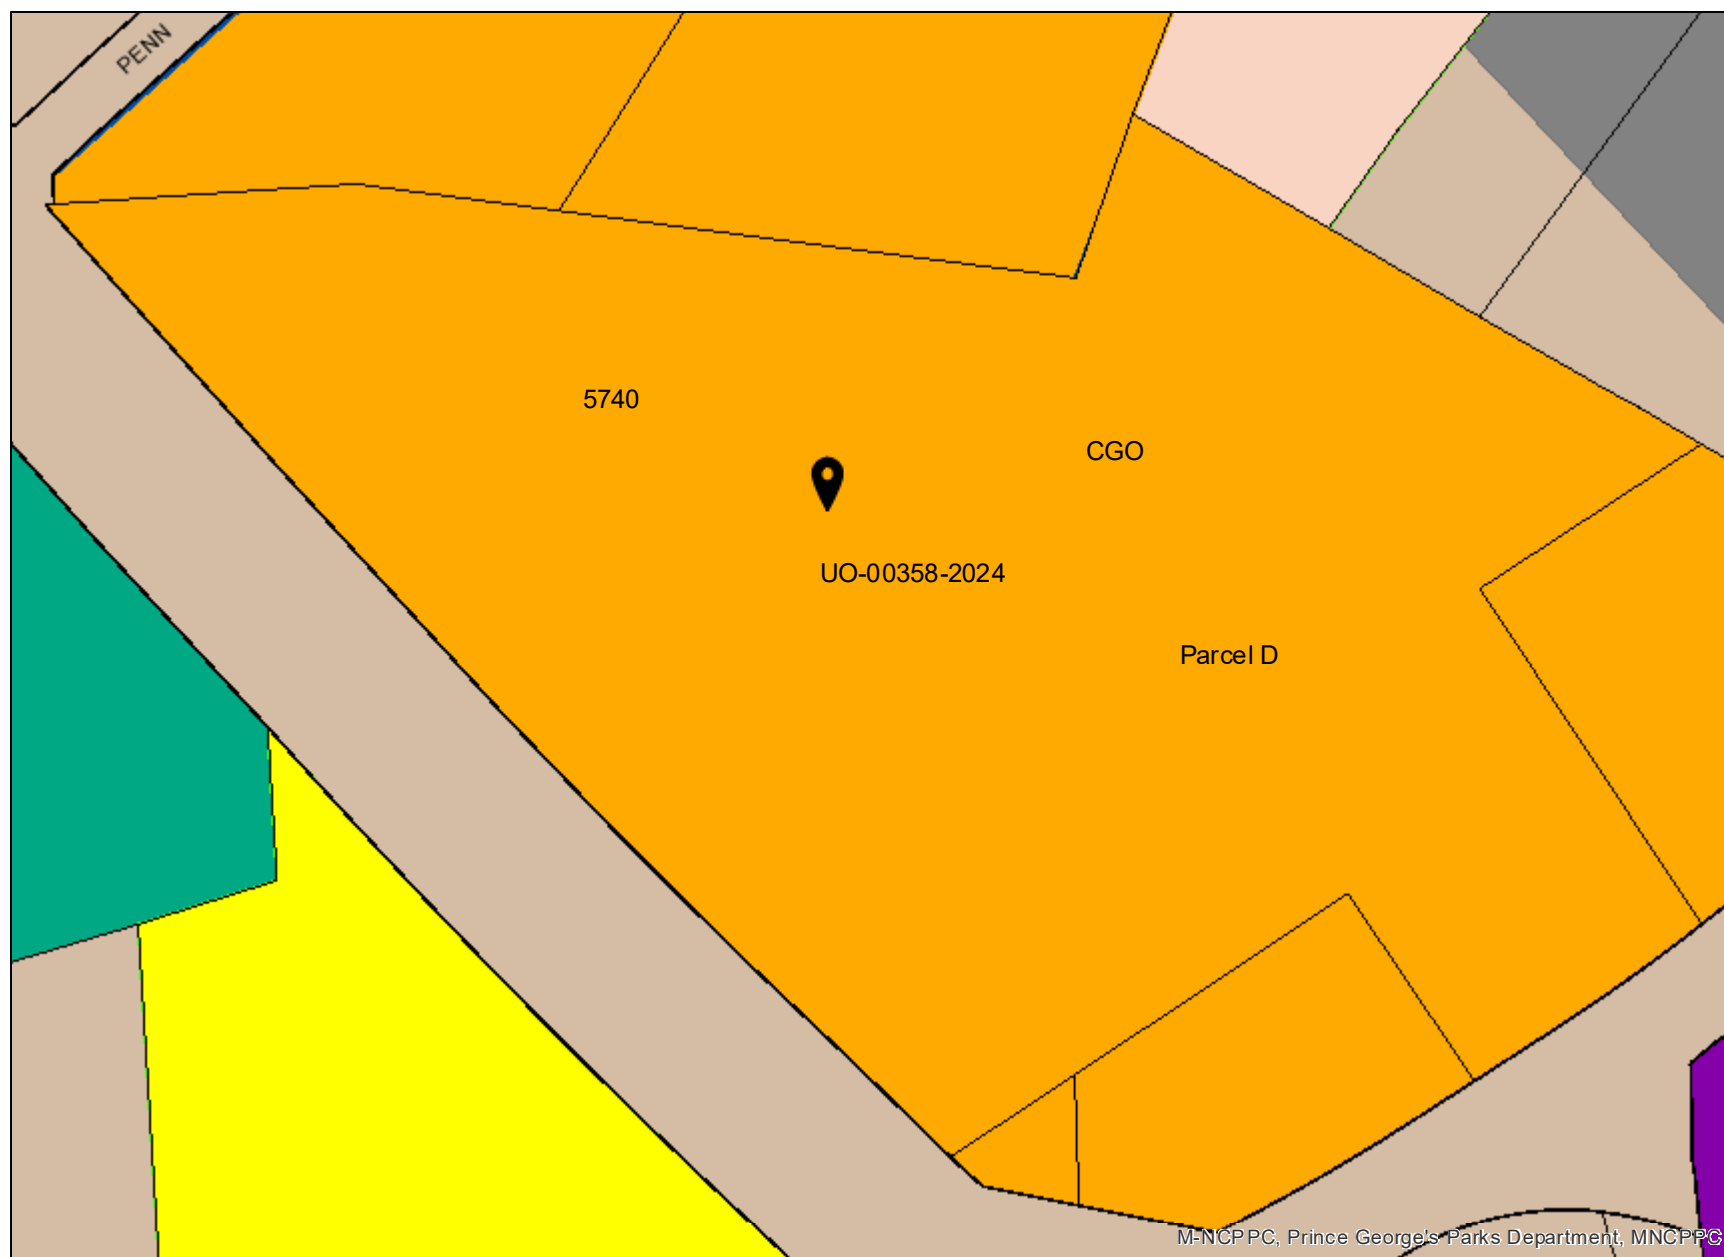 PENN
5740
CGO
UO-00358-2024
Parcel D
M-NCPPC, Prince George's Parks Department, MNCPPC